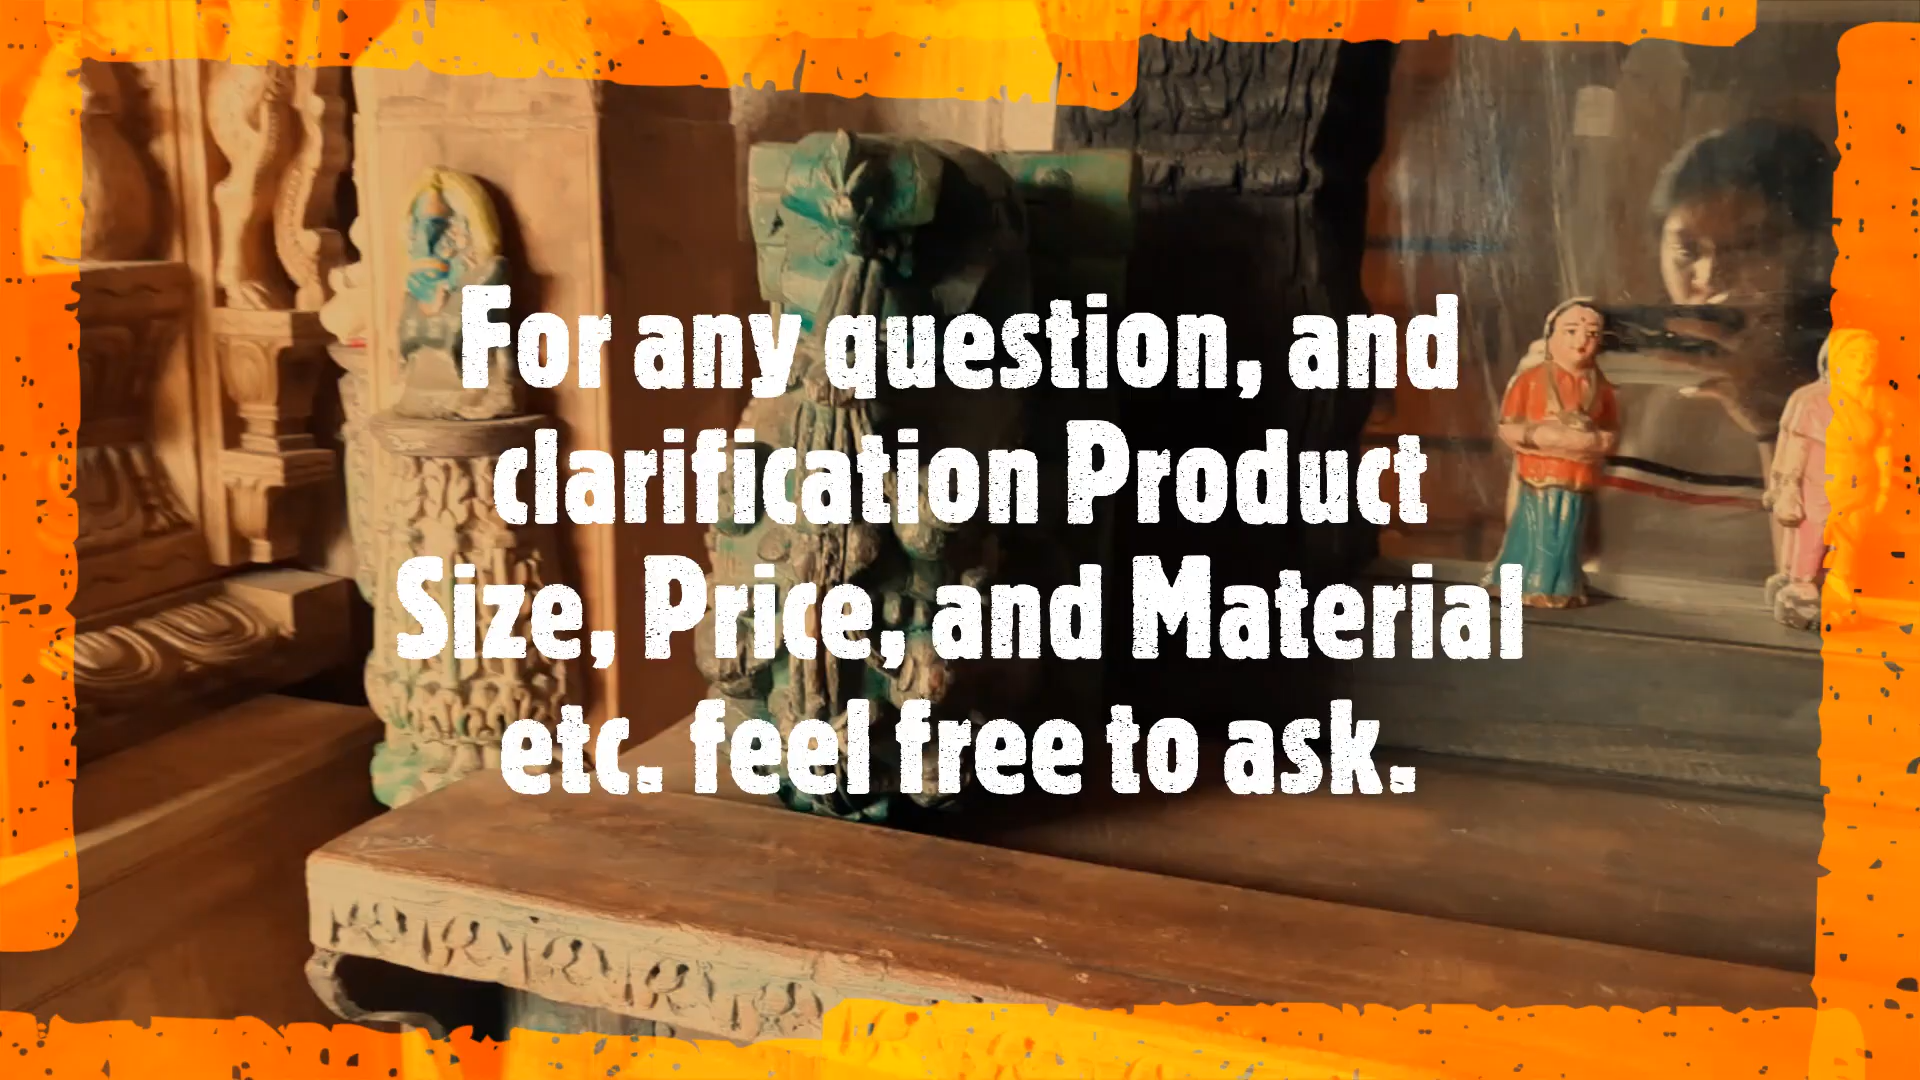 For any question, and
clarification Product
Size, Price, and Material
etc. feel free to ask.